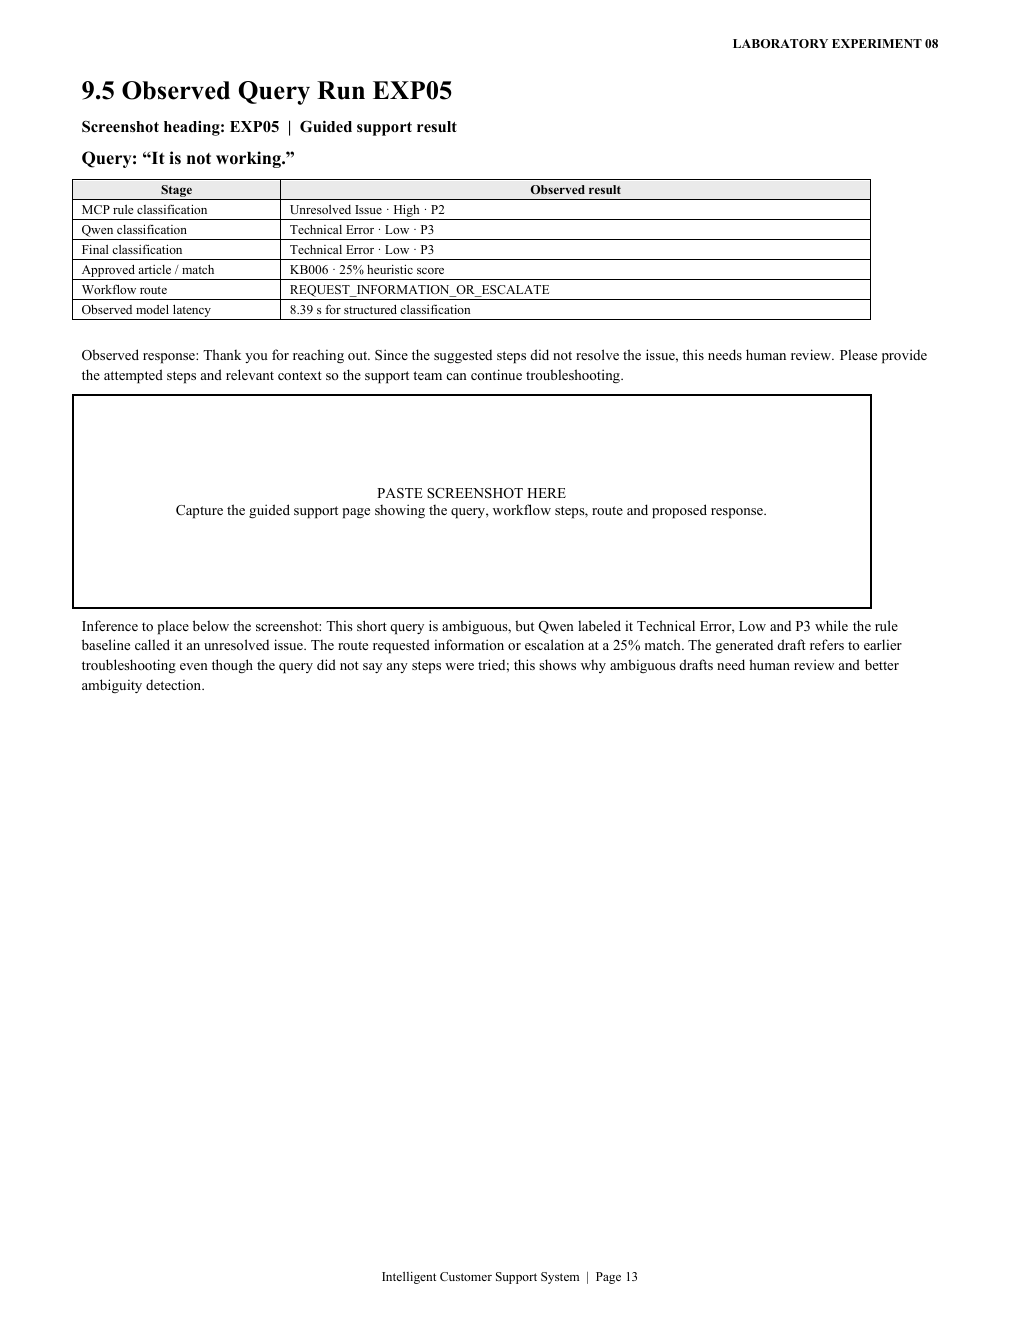 LABORATORY EXPERIMENT 08
9.5 Observed Query Run EXP05
Screenshot heading: EXP05 | Guided support result
Query: “It is not working.”
Stage Observed result
MCP rule classification Unresolved Issue · High · P2
Qwen classification Technical Error · Low · P3
Final classification Technical Error · Low · P3
Approved article / match KB006 · 25% heuristic score
Workflow route REQUEST_INFORMATION_OR_ESCALATE
Observed model latency 8.39 s for structured classification
Observed response: Thank you for reaching out. Since the suggested steps did not resolve the issue, this needs human review. Please provide
the attempted steps and relevant context so the support team can continue troubleshooting.
PASTE SCREENSHOT HERE
Capture the guided support page showing the query, workflow steps, route and proposed response.
Inference to place below the screenshot: This short query is ambiguous, but Qwen labeled it Technical Error, Low and P3 while the rule
baseline called it an unresolved issue. The route requested information or escalation at a 25% match. The generated draft refers to earlier
troubleshooting even though the query did not say any steps were tried; this shows why ambiguous drafts need human review and better
ambiguity detection.
Intelligent Customer Support System | Page 13